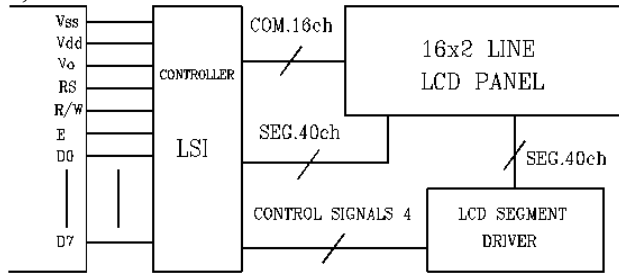 Vss
Vdd
Vo
RS
R/W
E
D0
D7
CONTROLLER
LSI
COM.16ch
SEG.40ch
CONTROL SIGNALS 4
16x2 LINE
LCD PANEL
SEG.40ch
LCD SEGMENT
DRIVER